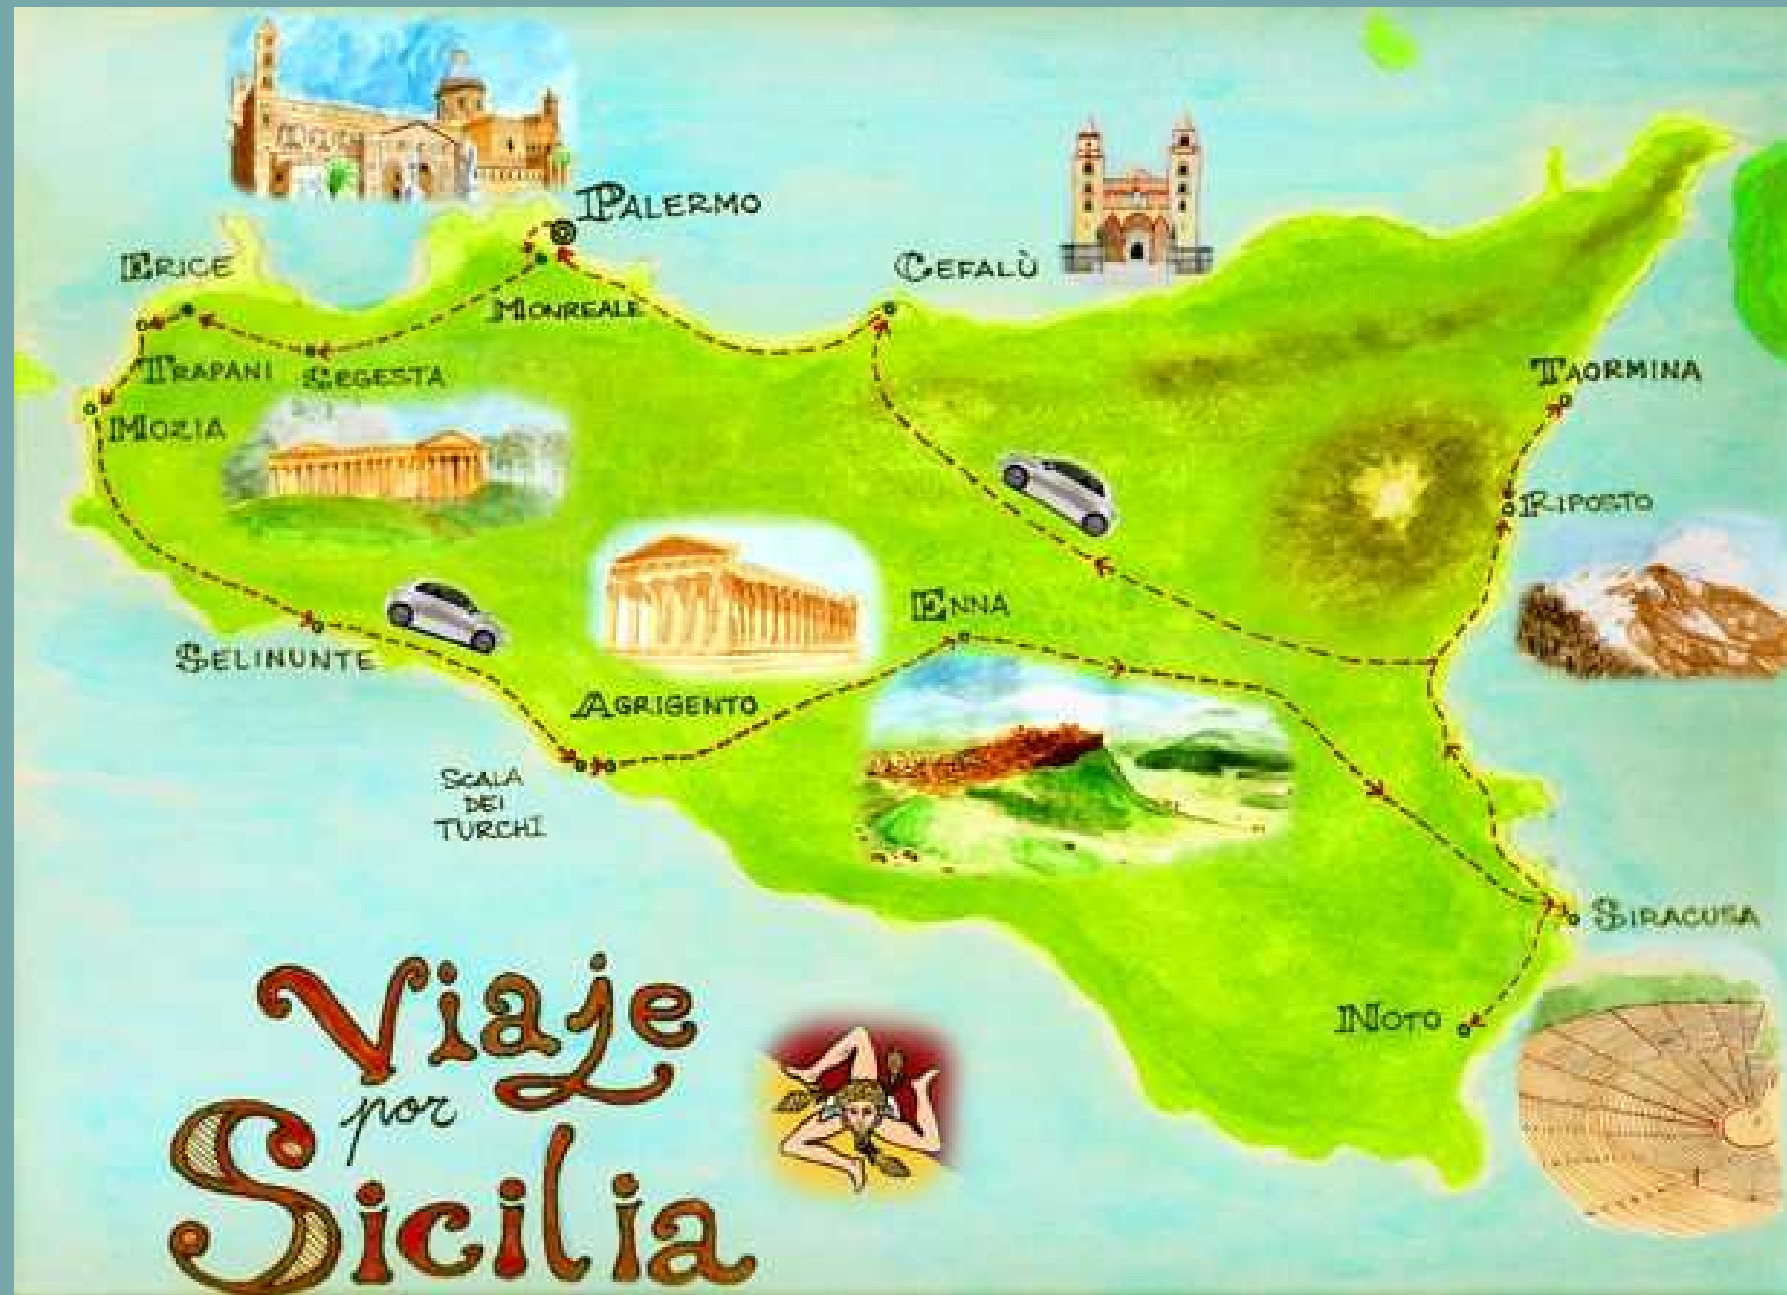 PALERMO
ERICE
CEFALÙ
MONREALE
TRAPANI
SEGESTA
TAORMINA
MOZIA
RIPOSTO
ENNA
SELINUNTE
AGRIGENTO
SCALA
DEI
TURCHI
SIRACUSA
NOTO
Viaje
por
Sicilia